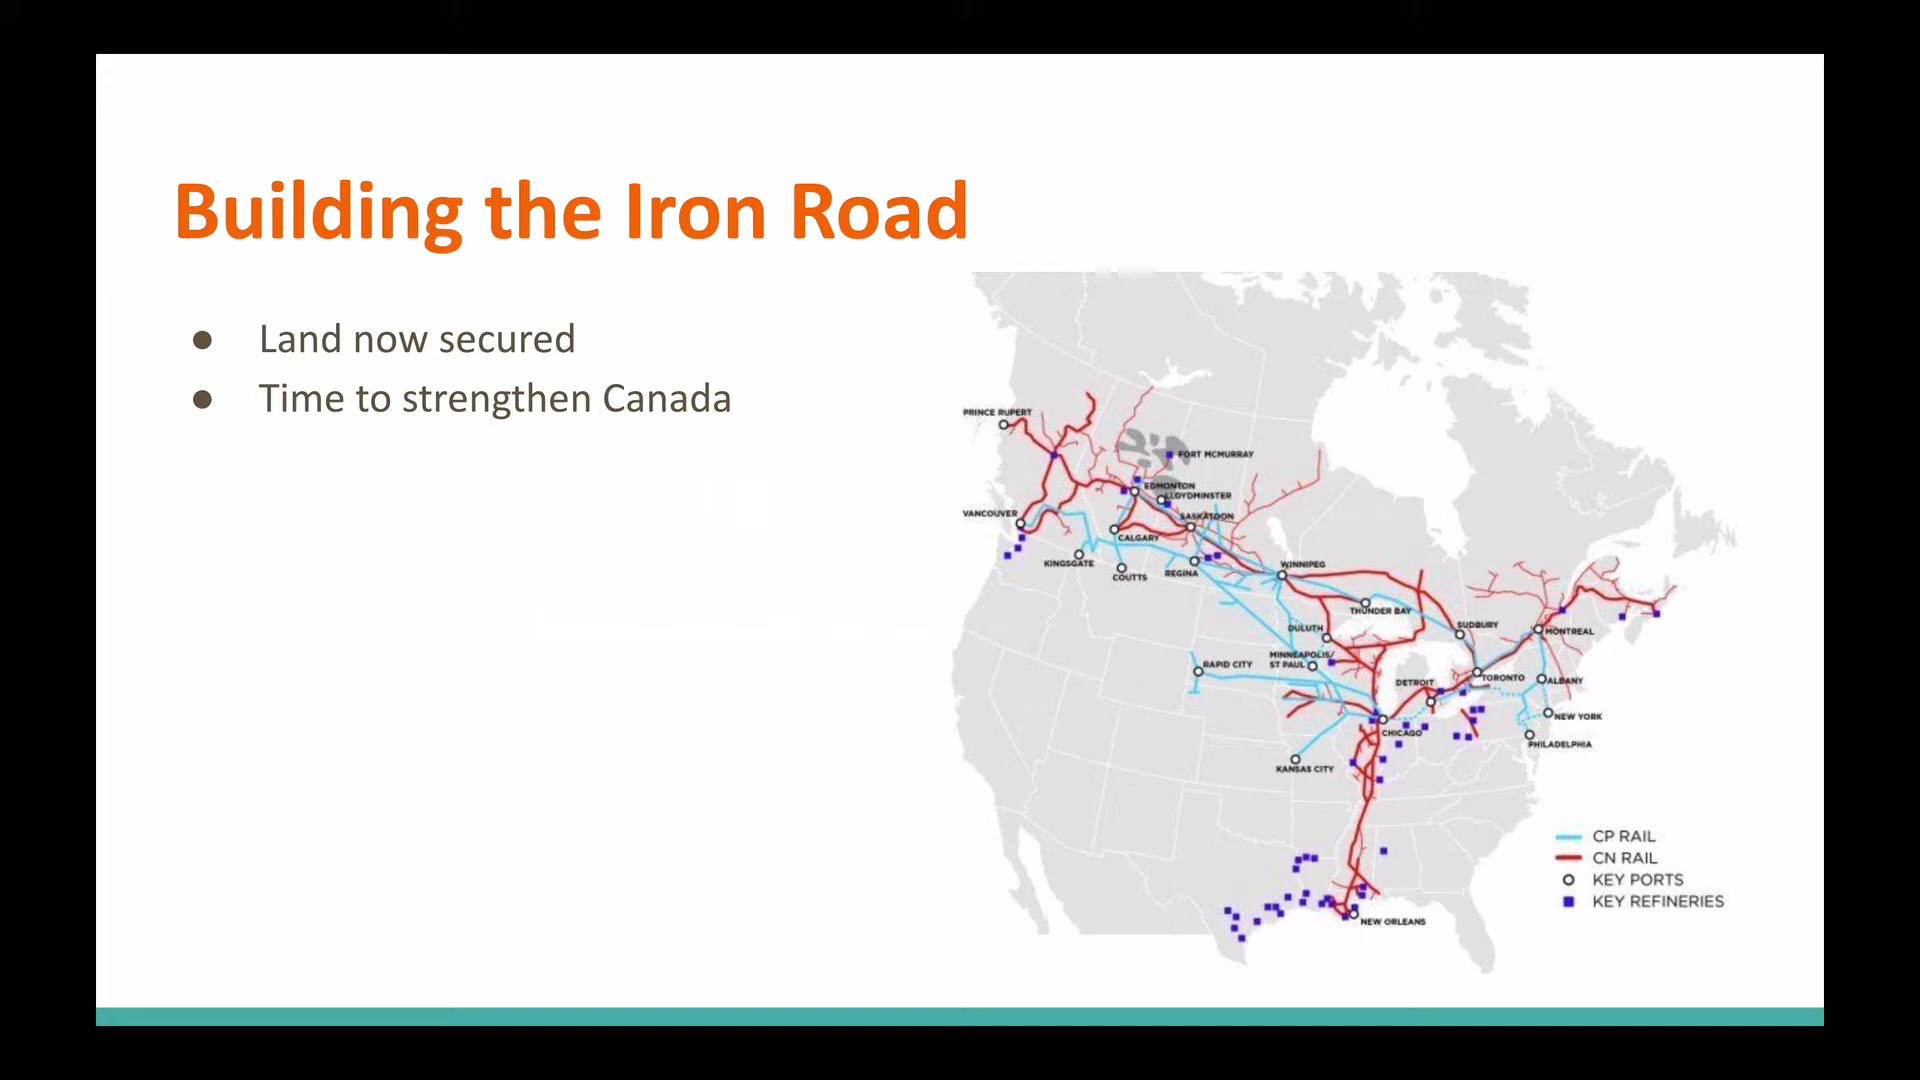 Building the Iron Road
● Land now secured
● Time to strengthen Canada
PRINCE RUPERT
FORT MCMURRAY
EDMONTON
LLOYDMINSTER
VANCOUVER
SASKATOON
CALGARY
KINGSGATE
COUTTS
REGINA
WINNIPEG
THUNDER BAY
DULUTH
SUDBURY
MONTREAL
MINNEAPOLIS/
ST PAUL
RAPID CITY
DETROIT
TORONTO
ALBANY
NEW YORK
CHICAGO
PHILADELPHIA
KANSAS CITY
NEW ORLEANS
CP RAIL
CN RAIL
KEY PORTS
KEY REFINERIES